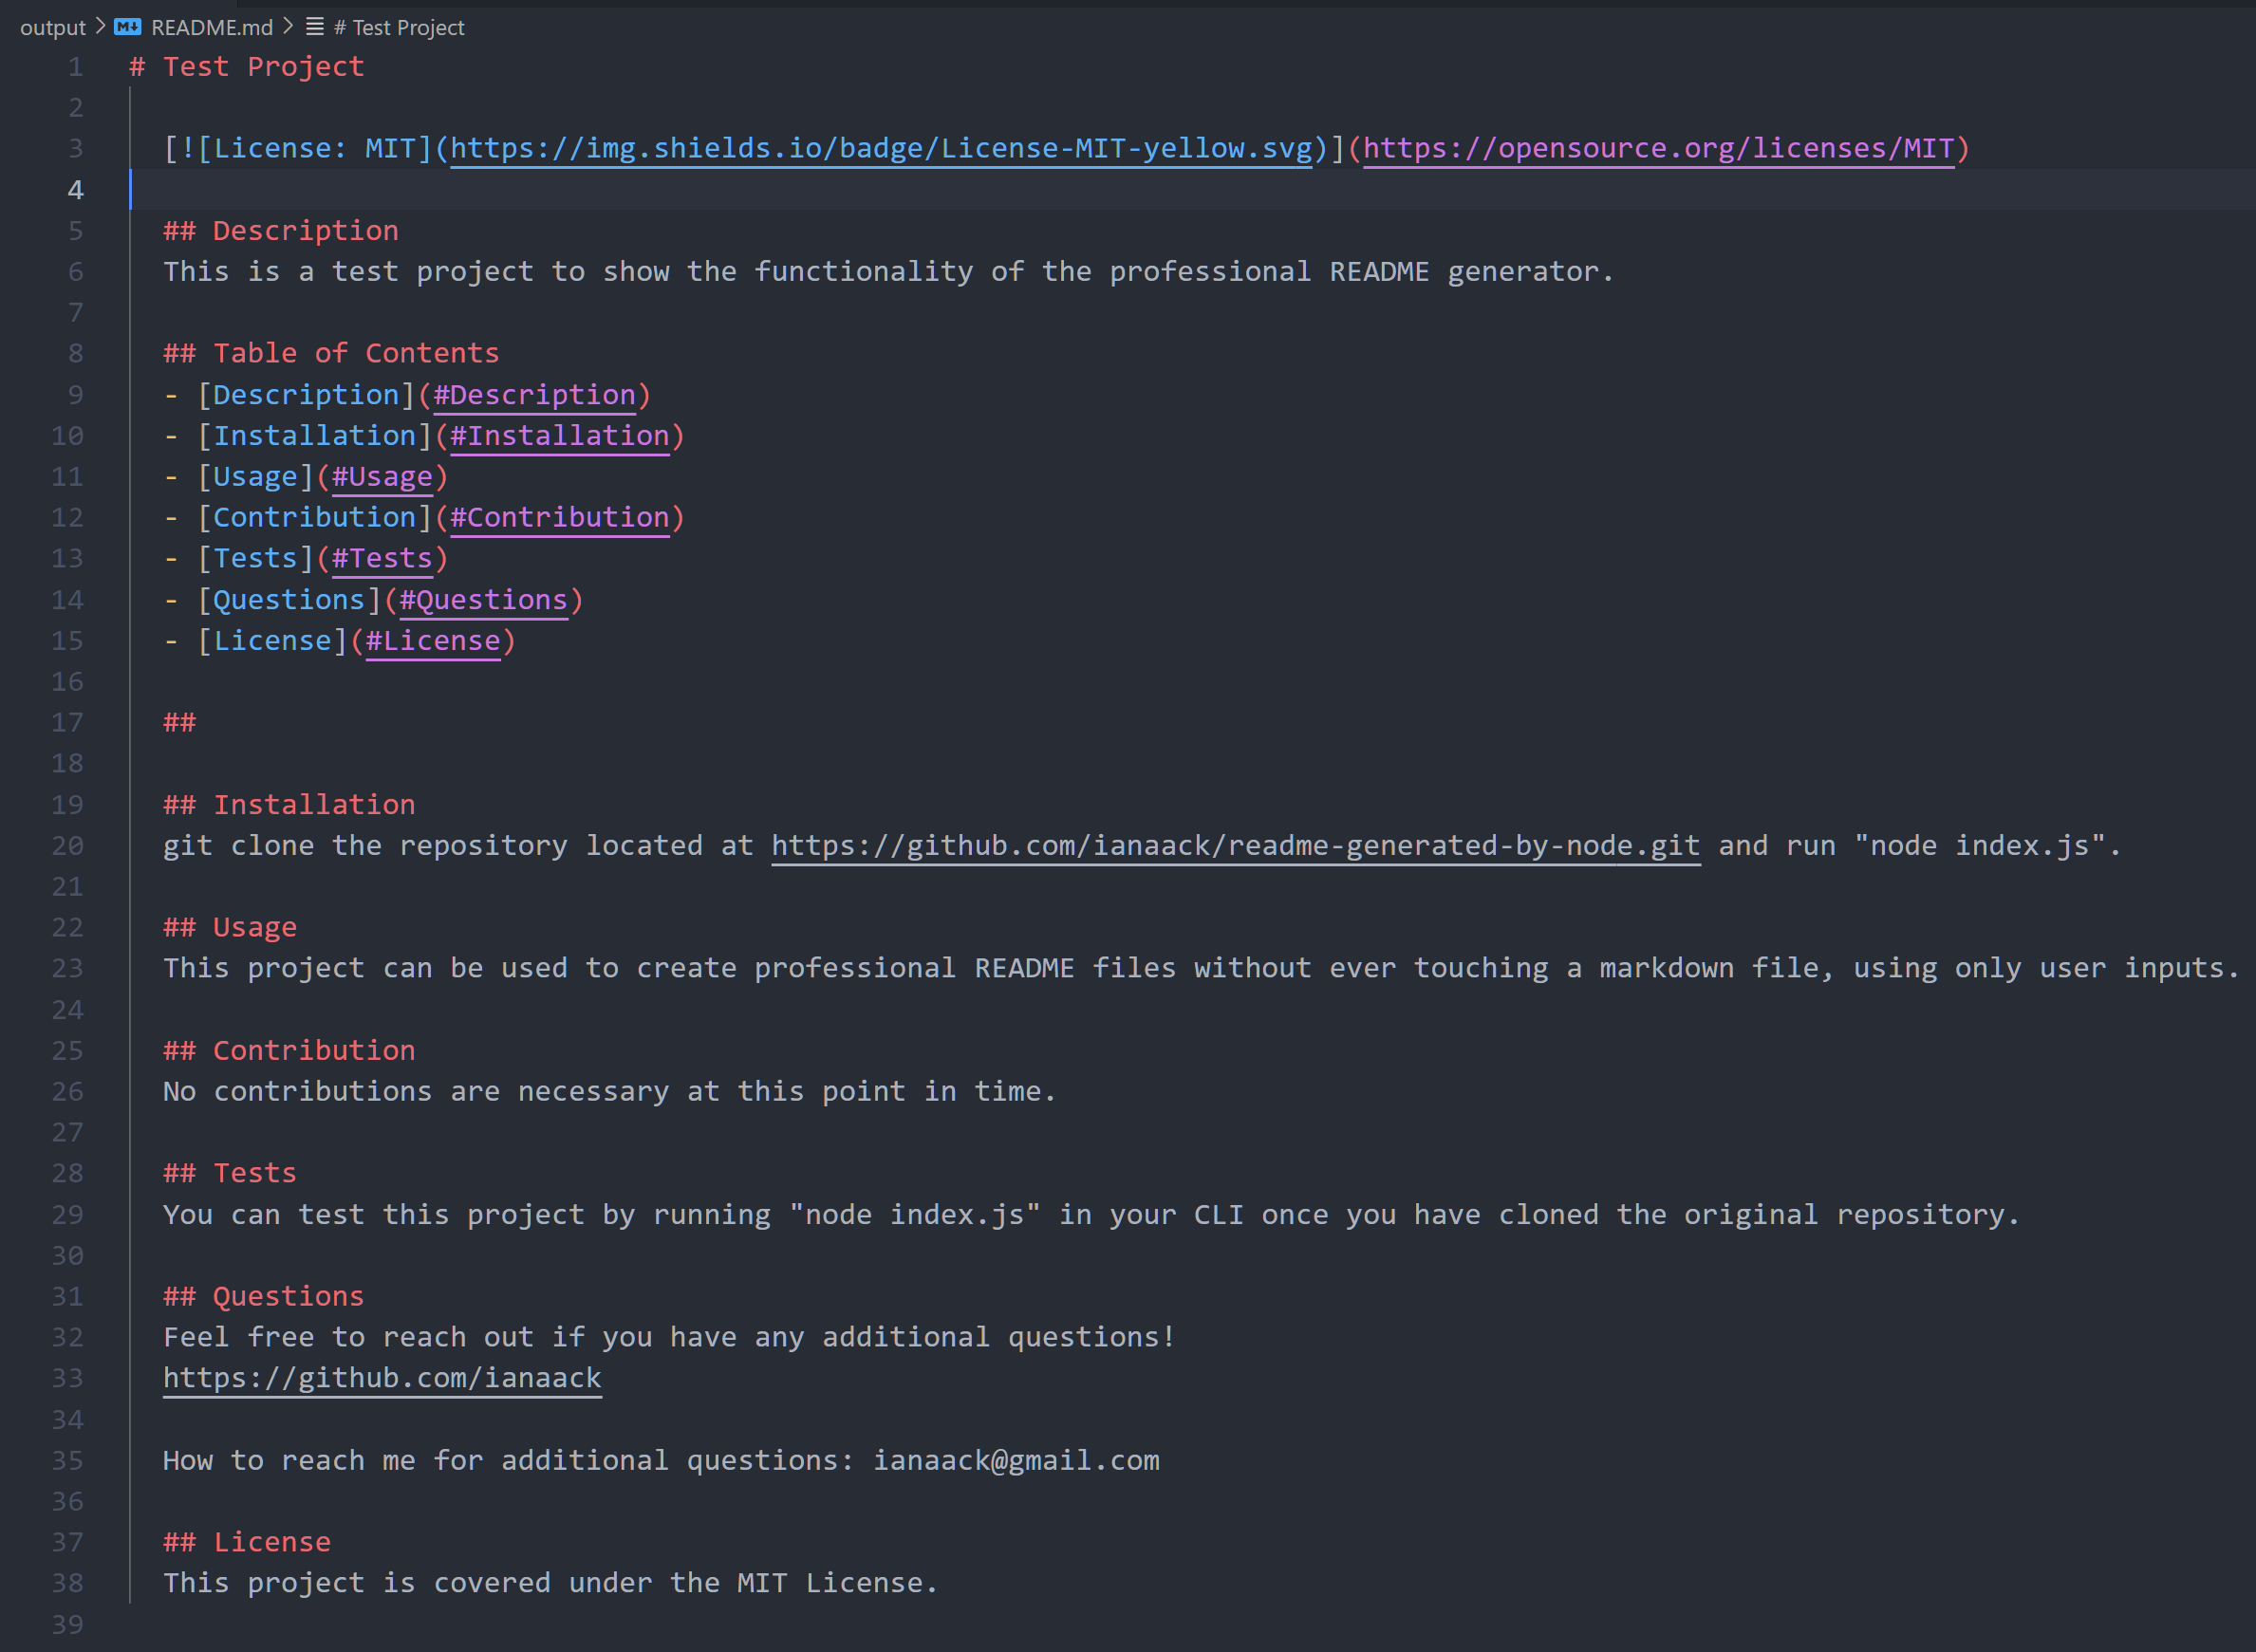 output > README.md > # Test Project
1 # Test Project
2
3   [![License: MIT](https://img.shields.io/badge/License-MIT-yellow.svg)](https://opensource.org/licenses/MIT)
4
5   ## Description
6   This is a test project to show the functionality of the professional README generator.
7
8   ## Table of Contents
9   - [Description](#Description)
10   - [Installation](#Installation)
11   - [Usage](#Usage)
12   - [Contribution](#Contribution)
13   - [Tests](#Tests)
14   - [Questions](#Questions)
15   - [License](#License)
16
17   ##
18
19   ## Installation
20   git clone the repository located at https://github.com/ianaack/readme-generated-by-node.git and run "node index.js".
21
22   ## Usage
23   This project can be used to create professional README files without ever touching a markdown file, using only user inputs.
24
25   ## Contribution
26   No contributions are necessary at this point in time.
27
28   ## Tests
29   You can test this project by running "node index.js" in your CLI once you have cloned the original repository.
30
31   ## Questions
32   Feel free to reach out if you have any additional questions!
33   https://github.com/ianaack
34
35   How to reach me for additional questions: ianaack@gmail.com
36
37   ## License
38   This project is covered under the MIT License.
39